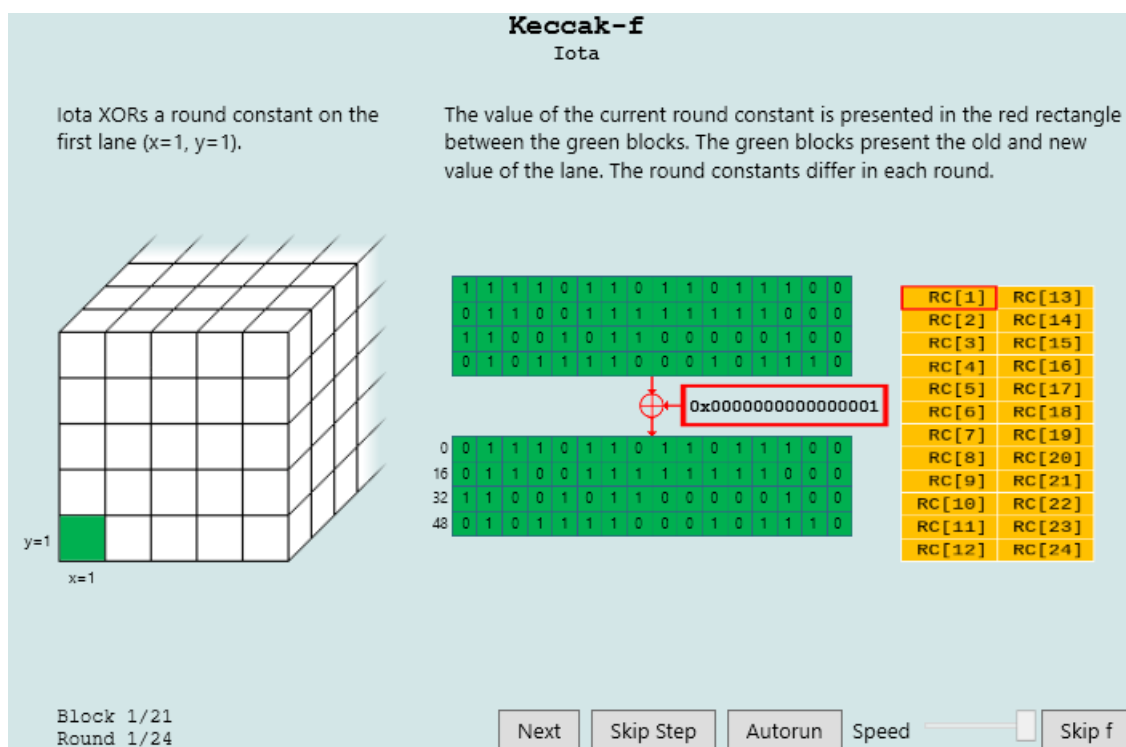 Keccak-f
Iota
Iota XORs a round constant on the
first lane (x=1, y=1).
The value of the current round constant is presented in the red rectangle
between the green blocks. The green blocks present the old and new
value of the lane. The round constants differ in each round.
1 1 1 1 0 1 1 0 1 1 0 1 1 1 0 0
0 1 1 1 0 0 1 1 0 1 1 1 1 0 0 0
1 1 0 0 1 0 1 1 0 0 0 0 0 1 0 0
0 1 0 1 1 1 1 0 0 0 1 0 1 1 1 0
0x0000000000000001
0 0 1 1 1 0 1 1 0 1 1 0 1 1 1 0 0
16 0 1 1 1 0 0 1 1 0 1 1 1 1 0 0 0
32 1 1 0 0 1 0 1 1 0 0 0 0 0 1 0 0
48 0 1 0 1 1 1 1 0 0 0 1 0 1 1 1 0
RC[1] RC[13]
RC[2] RC[14]
RC[3] RC[15]
RC[4] RC[16]
RC[5] RC[17]
RC[6] RC[18]
RC[7] RC[19]
RC[8] RC[20]
RC[9] RC[21]
RC[10] RC[22]
RC[11] RC[23]
RC[12] RC[24]
y=1
x=1
Block 1/21
Round 1/24
Next Skip Step Autorun Speed Skip f